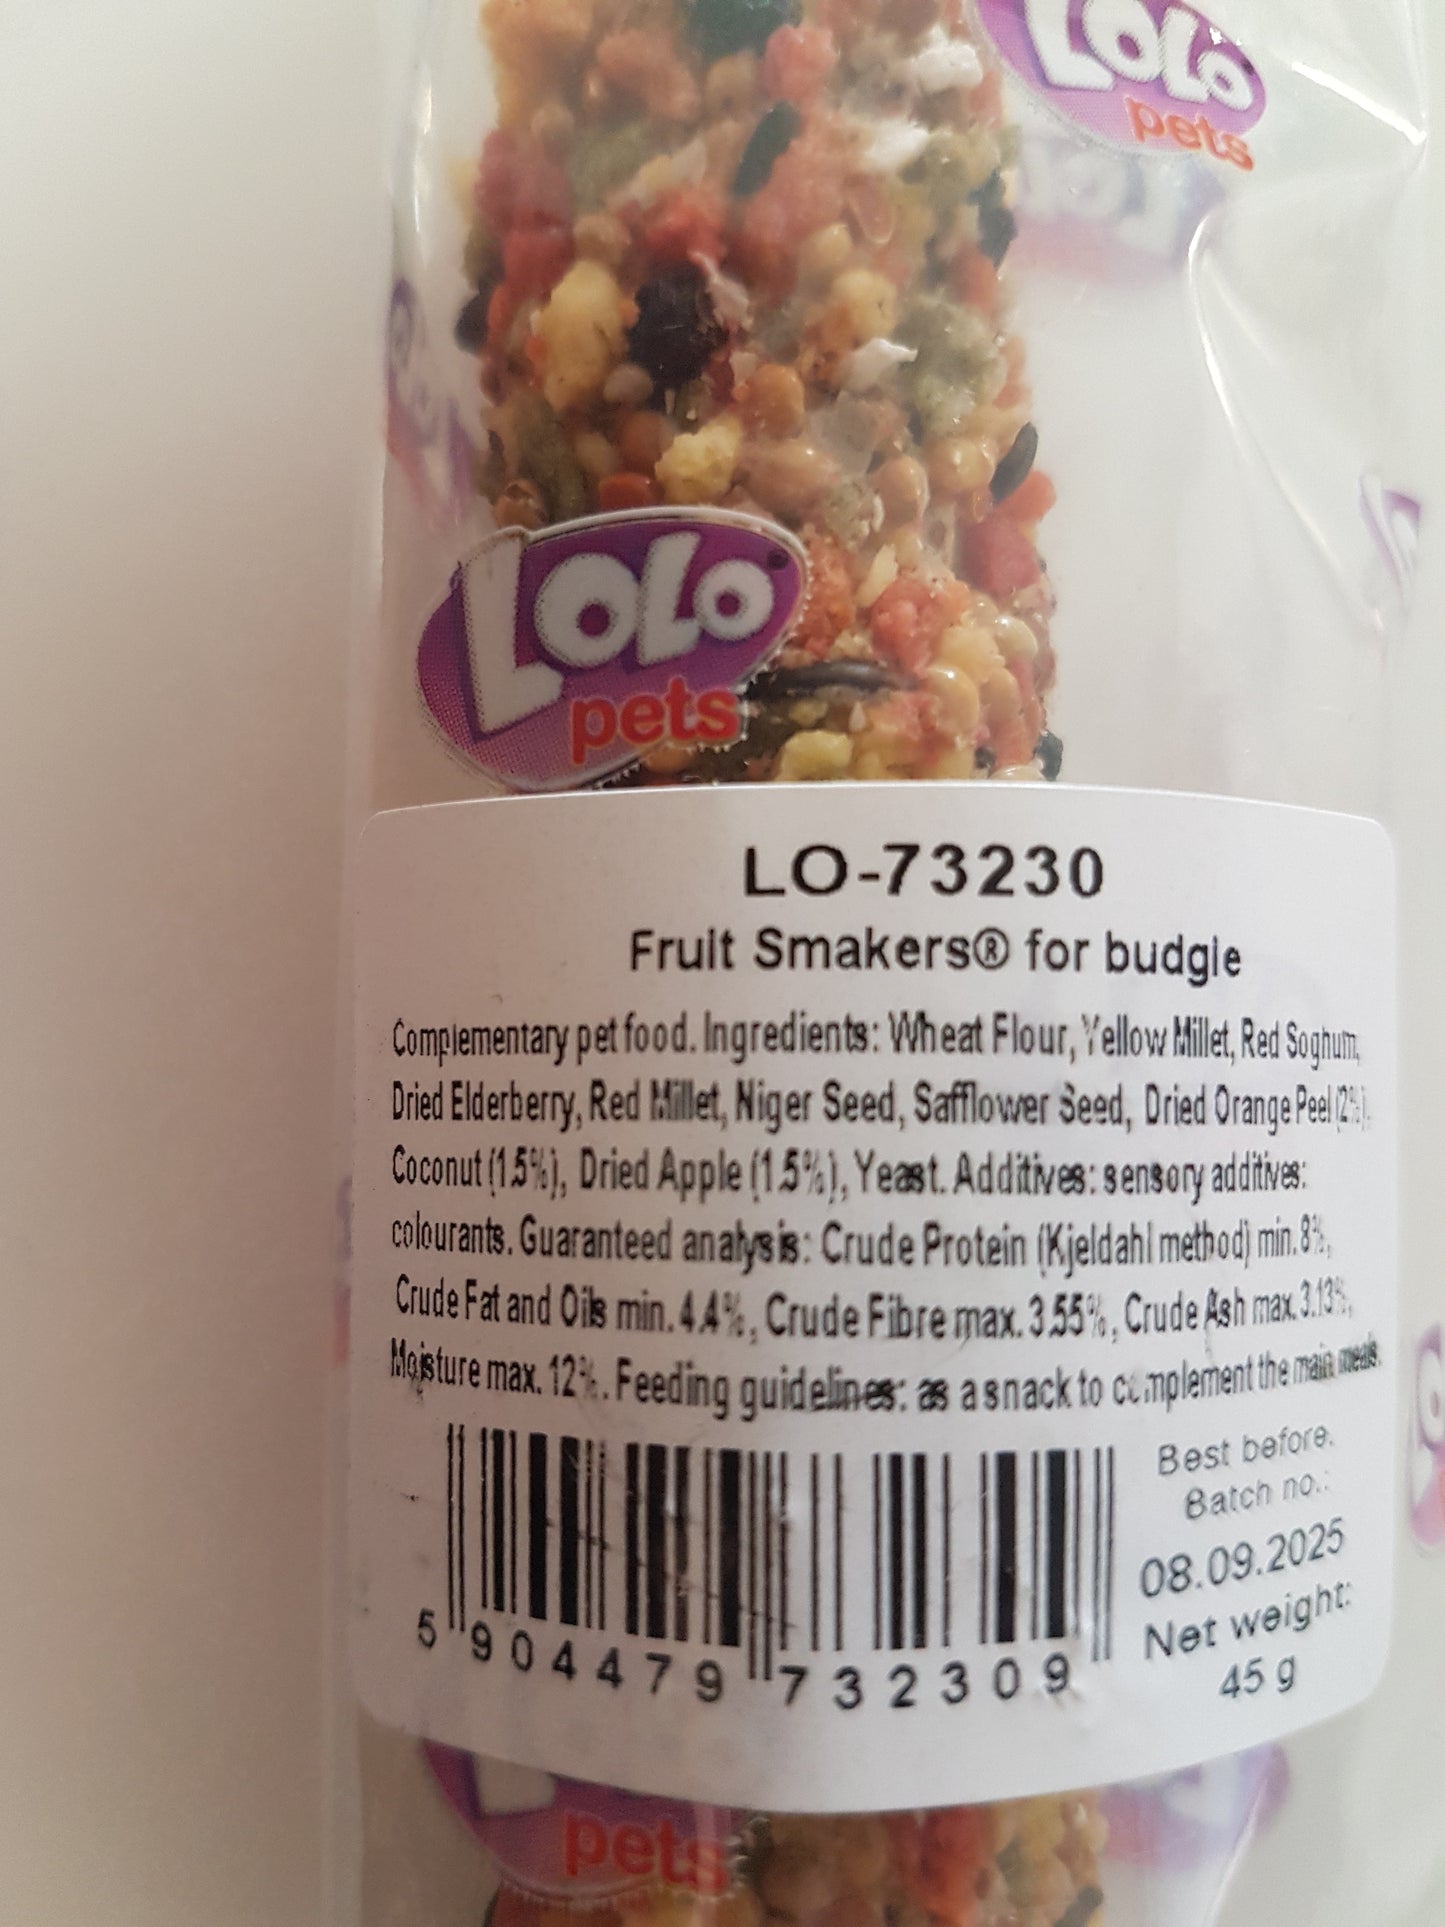 LOLO
pets
LOLO
pets
LO-73230
Fruit Smakers® for budgie
Complementary pet food. Ingredients: Wheat Flour, Yellow Millet, Red Soghum,
Dried Elderberry, Red Millet, Niger Seed, Safflower Seed, Dried Orange Peel (2%),
Coconut (1.5%), Dried Apple (1.5%), Yeast. Additives: sensory additives:
colourants. Guaranteed analysis: Crude Protein (Kjeldahl method) min. 8%,
Crude Fat and Oils min. 4.4%, Crude Fibre max. 3.55%, Crude Ash max. 3.13%,
Moisture max. 12%. Feeding guidelines: as a snack to complement the main meals.
Best before.
Batch no.:
08.09.2025
Net weight:
45 g
5 904479 732309
pets